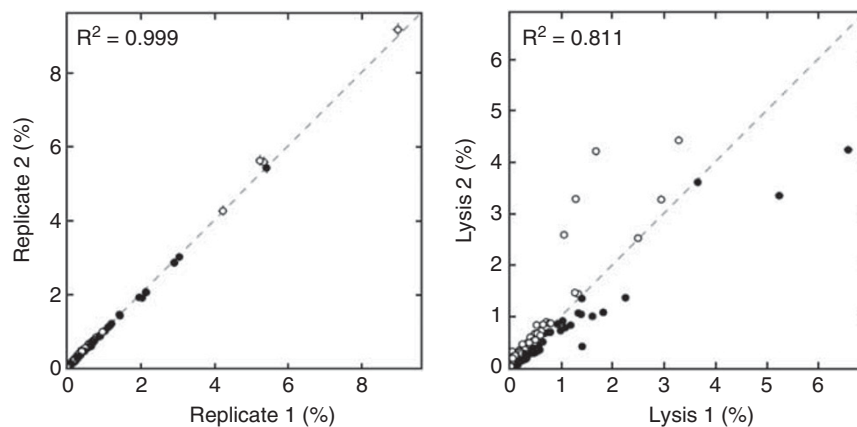 R² = 0.999
8
6
4
2
0
0 2 4 6 8
Replicate 2 (%)
Replicate 1 (%)
R² = 0.811
6
5
4
3
2
1
0
0 1 2 3 4 5 6
Lysis 2 (%)
Lysis 1 (%)